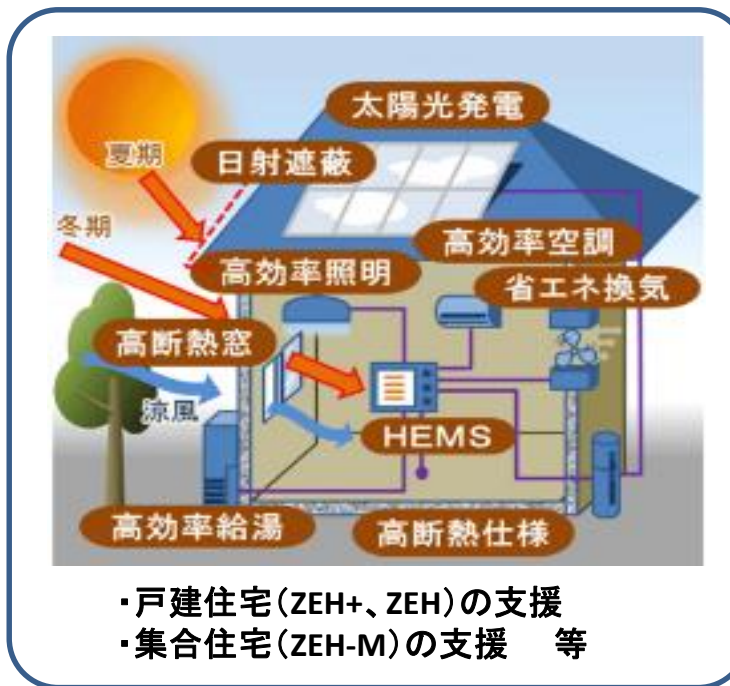 太陽光発電
夏期
日射遮蔽
冬期
高効率空調
高効率照明
省エネ換気
高断熱窓
涼風
HEMS
高効率給湯
高断熱仕様
・戸建住宅（ZEH+、ZEH）の支援
・集合住宅（ZEH-M）の支援　等